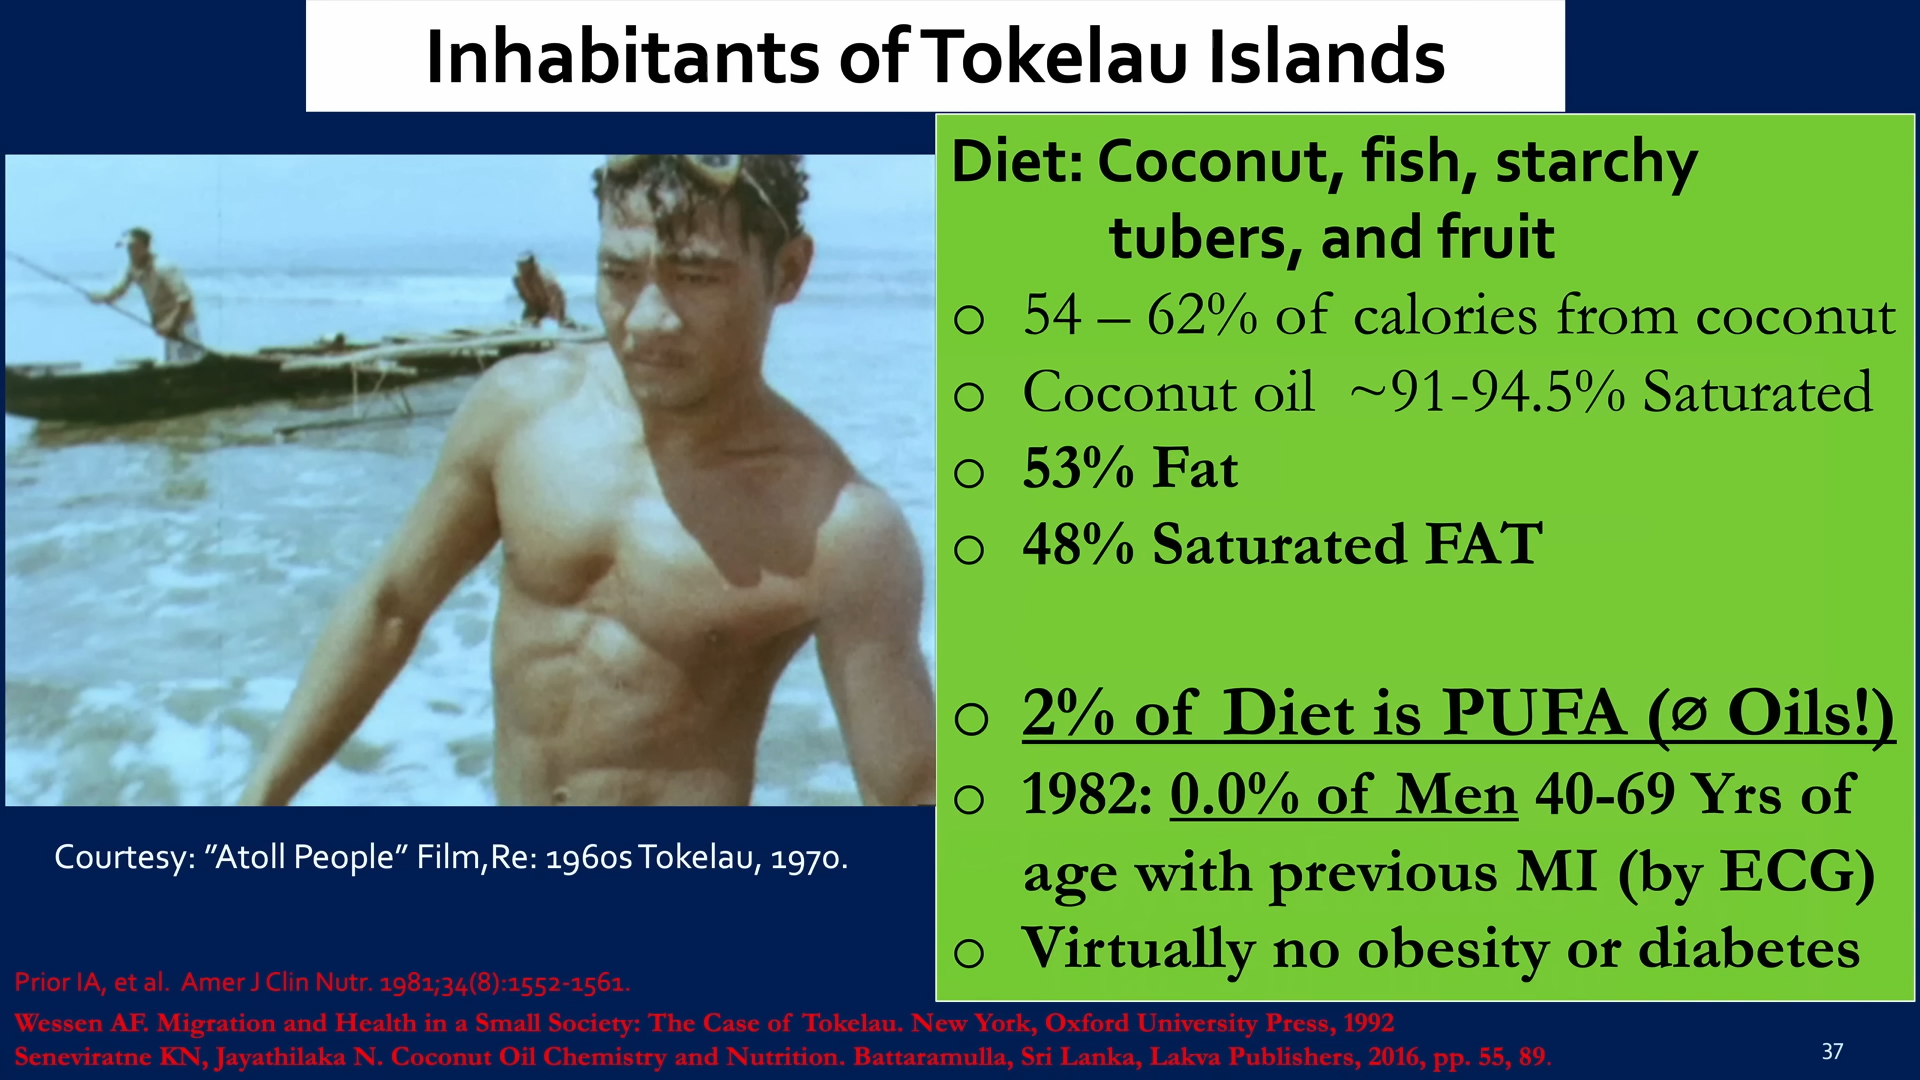 Inhabitants of Tokelau Islands
Diet: Coconut, fish, starchy
tubers, and fruit
o 54 – 62% of calories from coconut
o Coconut oil ~91-94.5% Saturated
o 53% Fat
o 48% Saturated FAT
o 2% of Diet is PUFA (∅ Oils!)
o 1982: 0.0% of Men 40-69 Yrs of
age with previous MI (by ECG)
o Virtually no obesity or diabetes
Courtesy: ”Atoll People” Film,Re: 1960s Tokelau, 1970.
Prior IA, et al. Amer J Clin Nutr. 1981;34(8):1552-1561.
Wessen AF. Migration and Health in a Small Society: The Case of Tokelau. New York, Oxford University Press, 1992
Seneviratne KN, Jayathilaka N. Coconut Oil Chemistry and Nutrition. Battaramulla, Sri Lanka, Lakva Publishers, 2016, pp. 55, 89.
37